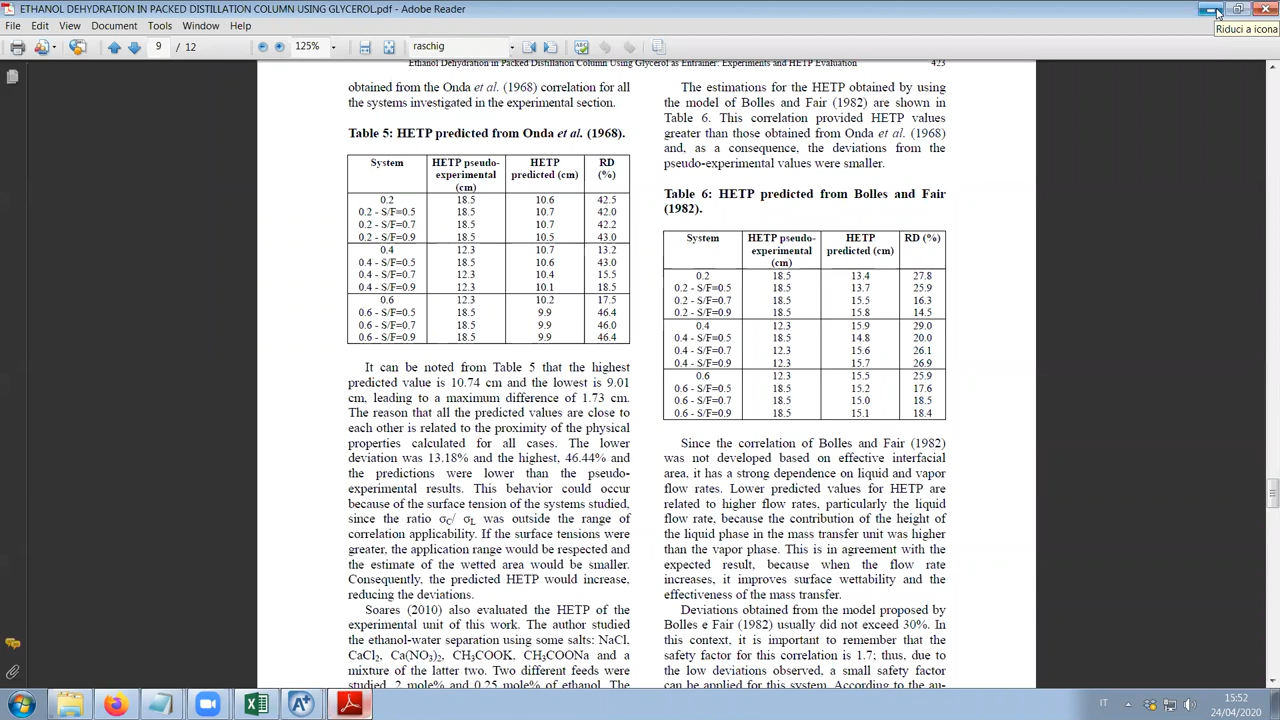 ETHANOL DEHYDRATION IN PACKED DISTILLATION COLUMN USING GLYCEROL.pdf - Adobe Reader
File Edit View Document Tools Window Help
Riduci a icona
9 / 12 125% raschig
Ethanol Dehydration in Packed Distillation Column Using Glycerol as Entrainer: Experiments and HETP Evaluation 423
obtained from the Onda et al. (1968) correlation for all
the systems investigated in the experimental section.
Table 5: HETP predicted from Onda et al. (1968).
System HETP pseudo- HETP RD
experimental predicted (cm) (%)
(cm)
0.2 18.5 10.6 42.5
0.2 - S/F=0.5 18.5 10.7 42.0
0.2 - S/F=0.7 18.5 10.7 42.2
0.2 - S/F=0.9 18.5 10.5 43.0
0.4 12.3 10.7 13.2
0.4 - S/F=0.5 18.5 10.6 43.0
0.4 - S/F=0.7 12.3 10.4 15.5
0.4 - S/F=0.9 12.3 10.1 18.5
0.6 12.3 10.2 17.5
0.6 - S/F=0.5 18.5 9.9 46.4
0.6 - S/F=0.7 18.5 9.9 46.0
0.6 - S/F=0.9 18.5 9.9 46.4
It can be noted from Table 5 that the highest
predicted value is 10.74 cm and the lowest is 9.01
cm, leading to a maximum difference of 1.73 cm.
The reason that all the predicted values are close to
each other is related to the proximity of the physical
properties calculated for all cases. The lower
deviation was 13.18% and the highest, 46.44% and
the predictions were lower than the pseudo-
experimental results. This behavior could occur
because of the surface tension of the systems studied,
since the ratio σC/ σL was outside the range of
correlation applicability. If the surface tensions were
greater, the application range would be respected and
the estimate of the wetted area would be smaller.
Consequently, the predicted HETP would increase,
reducing the deviations.
Soares (2010) also evaluated the HETP of the
experimental unit of this work. The author studied
the ethanol-water separation using some salts: NaCl,
CaCl2, Ca(NO3)2, CH3COOK, CH3COONa and a
mixture of the latter two. Two different feeds were
studied, 2 mole% and 0.25 mole% of ethanol. The
The estimations for the HETP obtained by using
the model of Bolles and Fair (1982) are shown in
Table 6. This correlation provided HETP values
greater than those obtained from Onda et al. (1968)
and, as a consequence, the deviations from the
pseudo-experimental values were smaller.
Table 6: HETP predicted from Bolles and Fair
(1982).
System HETP pseudo- HETP RD (%)
experimental predicted (cm)
(cm)
0.2 18.5 13.4 27.8
0.2 - S/F=0.5 18.5 13.7 25.9
0.2 - S/F=0.7 18.5 15.5 16.3
0.2 - S/F=0.9 18.5 15.8 14.5
0.4 12.3 15.9 29.0
0.4 - S/F=0.5 18.5 14.8 20.0
0.4 - S/F=0.7 12.3 15.6 26.1
0.4 - S/F=0.9 12.3 15.7 26.9
0.6 12.3 15.5 25.9
0.6 - S/F=0.5 18.5 15.2 17.6
0.6 - S/F=0.7 18.5 15.0 18.5
0.6 - S/F=0.9 18.5 15.1 18.4
Since the correlation of Bolles and Fair (1982)
was not developed based on effective interfacial
area, it has a strong dependence on liquid and vapor
flow rates. Lower predicted values for HETP are
related to higher flow rates, particularly the liquid
flow rate, because the contribution of the height of
the liquid phase in the mass transfer unit was higher
than the vapor phase. This is in agreement with the
expected result, because when the flow rate
increases, it improves surface wettability and the
effectiveness of the mass transfer.
Deviations obtained from the model proposed by
Bolles e Fair (1982) usually did not exceed 30%. In
this context, it is important to remember that the
safety factor for this correlation is 1.7; thus, due to
the low deviations observed, a small safety factor
can be applied for this system. According to the au-
IT 15:52
24/04/2020